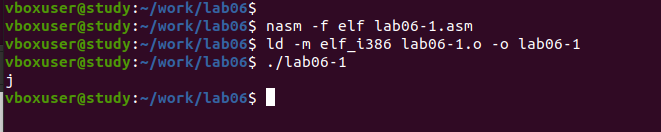 vboxuser@study:~/work/lab06$
vboxuser@study:~/work/lab06$ nasm -f elf lab06-1.asm
vboxuser@study:~/work/lab06$ ld -m elf_i386 lab06-1.o -o lab06-1
vboxuser@study:~/work/lab06$ ./lab06-1
j
vboxuser@study:~/work/lab06$